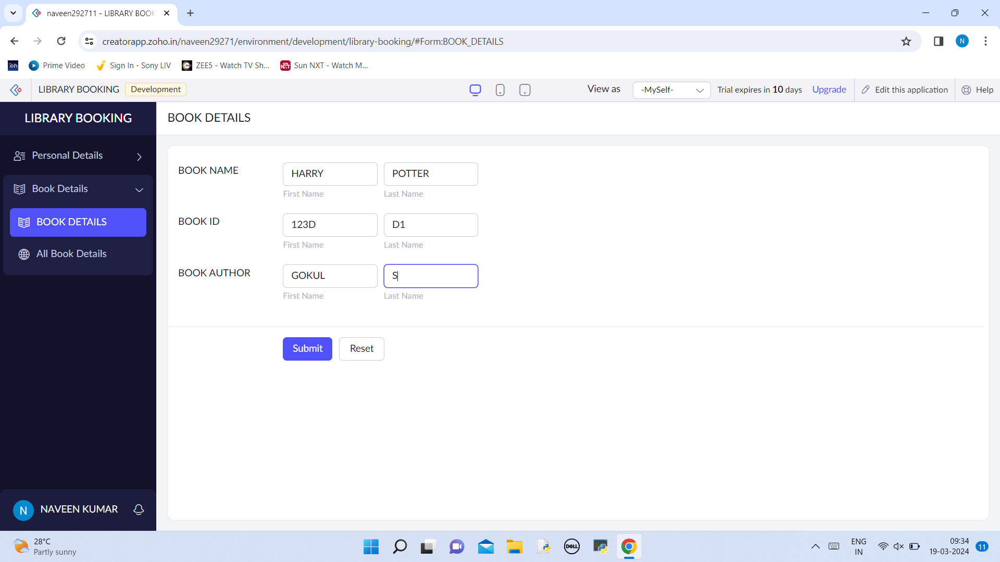 naveen292711 - LIBRARY BOOK
creatorapp.zoho.in/naveen29271/environment/development/library-booking/#Form:BOOK_DETAILS
N
Prime Video
Sign In - Sony LIV
ZEE5 - Watch TV Sh...
Sun NXT - Watch M...
LIBRARY BOOKING
Development
View as
-MySelf-
Trial expires in 10 days
Upgrade
Edit this application
Help
LIBRARY BOOKING
BOOK DETAILS
Personal Details
Book Details
BOOK DETAILS
All Book Details
BOOK NAME
HARRY
POTTER
First Name
Last Name
BOOK ID
123D
D1
First Name
Last Name
BOOK AUTHOR
GOKUL
S
First Name
Last Name
Submit
Reset
N
NAVEEN KUMAR
28°C
Partly sunny
DELL
ENG
IN
09:34
19-03-2024
11